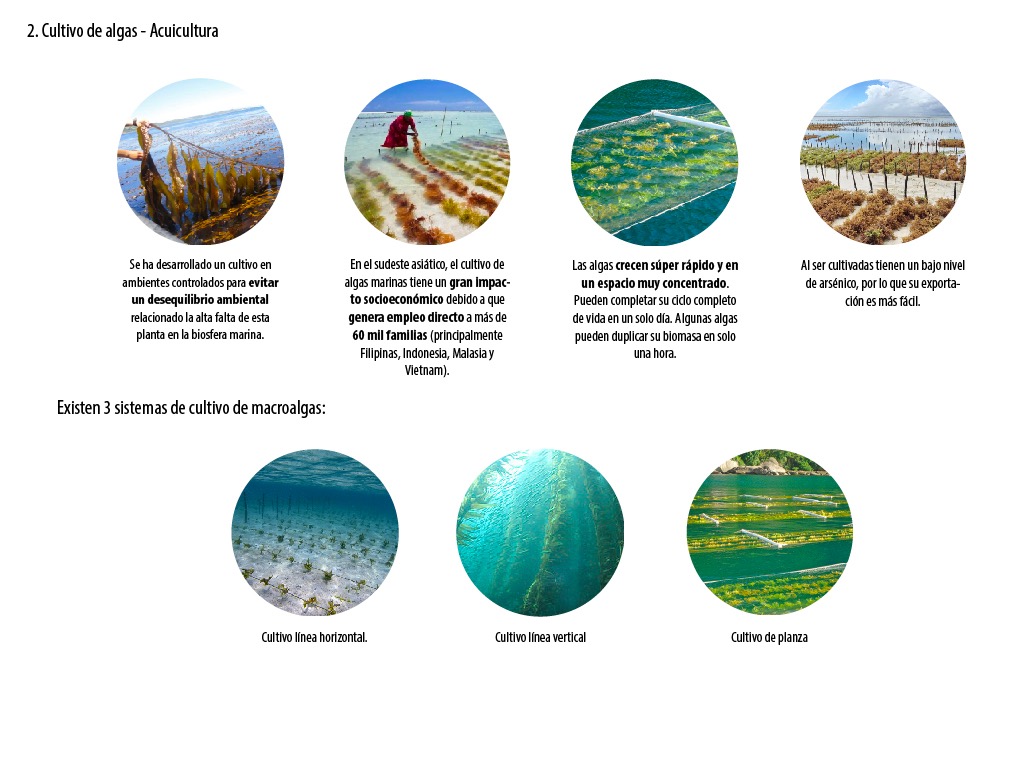 2. Cultivo de algas - Acuicultura
Se ha desarrollado un cultivo en
ambientes controlados para evitar
un desequilibrio ambiental
relacionado la alta falta de esta
planta en la biosfera marina.
En el sudeste asiático, el cultivo de
algas marinas tiene un gran impac-
to socioeconómico debido a que
genera empleo directo a más de
60 mil familias (principalmente
Filipinas, Indonesia, Malasia y
Vietnam).
Las algas crecen súper rápido y en
un espacio muy concentrado.
Pueden completar su ciclo completo
de vida en un solo día. Algunas algas
pueden duplicar su biomasa en solo
una hora.
Al ser cultivadas tienen un bajo nivel
de arsénico, por lo que su exporta-
ción es más fácil.
Existen 3 sistemas de cultivo de macroalgas:
Cultivo línea horizontal.
Cultivo línea vertical
Cultivo de planza